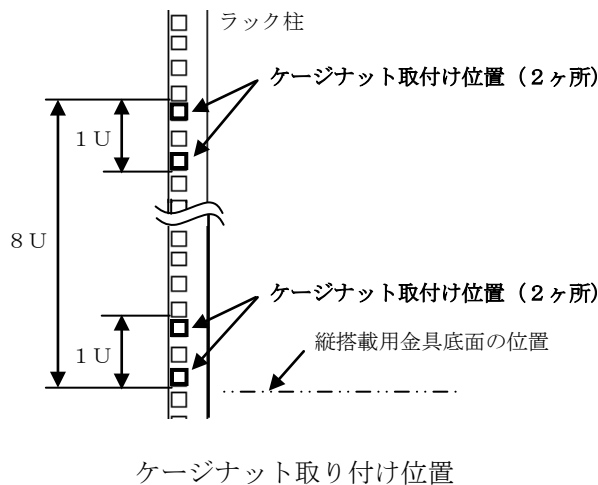 ラック柱
ケージナット取付け位置（２ヶ所）
１Ｕ
８Ｕ
ケージナット取付け位置（２ヶ所）
１Ｕ
縦搭載用金具底面の位置
ケージナット取り付け位置